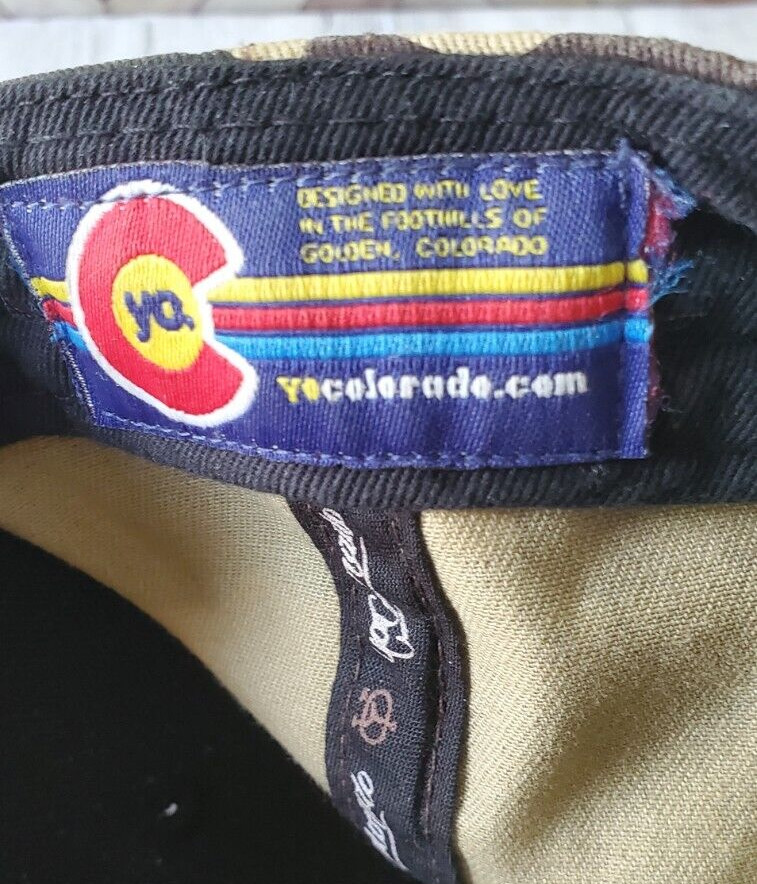 DESIGNED WITH LOVE
IN THE FOOTHILLS OF
GOLDEN, COLORADO
yo.
yocolorado.com